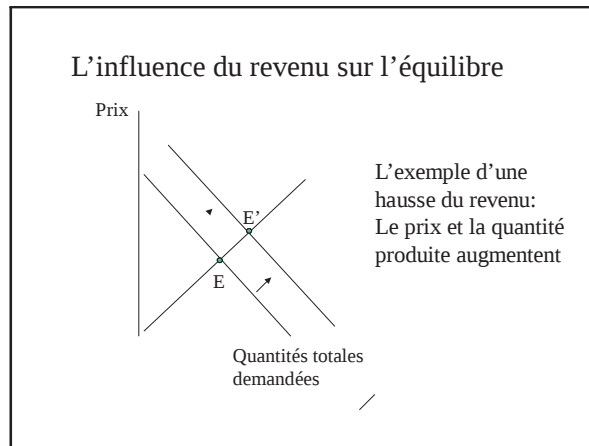 L’influence du revenu sur l’équilibre
Prix
L’exemple d’une
hausse du revenu:
Le prix et la quantité
produite augmentent
E’
E
Quantités totales
demandées